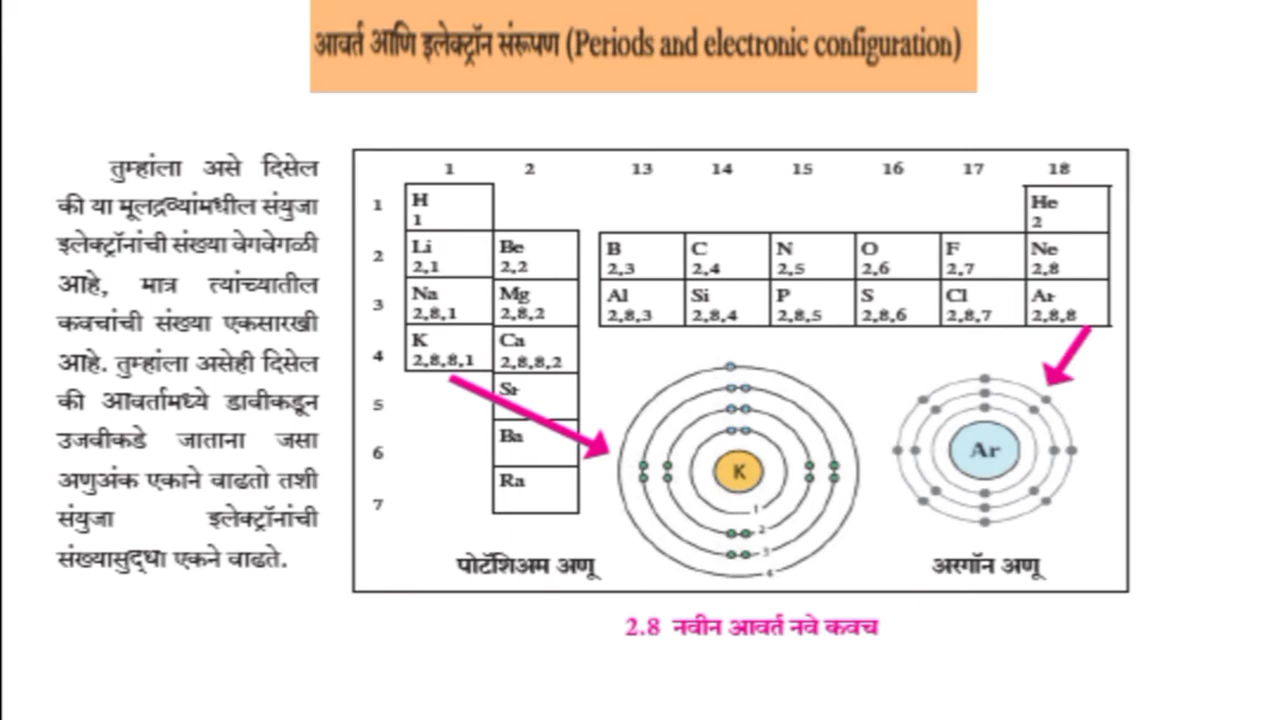 आवर्त आणि इलेक्ट्रॉन संरूपण (Periods and electronic configuration)
तुम्हांला असे दिसेल
की या मूलद्रव्यांमधील संयुजा
इलेक्ट्रॉनांची संख्या वेगवेगळी
आहे, मात्र त्यांच्यातील
कवचांची संख्या एकसारखी
आहे. तुम्हांला असेही दिसेल
की आवर्तामध्ये डावीकडून
उजवीकडे जाताना जसा
अणुअंक एकाने वाढतो तशी
संयुजा इलेक्ट्रॉनांची
संख्यासुद्धा एकने वाढते.
1 2 13 14 15 16 17 18
1 H He
1 2
2 Li Be B C N O F Ne
2,1 2,2 2,3 2,4 2,5 2,6 2,7 2,8
3 Na Mg Al Si P S Cl Ar
2,8,1 2,8,2 2,8,3 2,8,4 2,8,5 2,8,6 2,8,7 2,8,8
4 K Ca
2,8,8,1 2,8,8,2
5 Sr
6 Ba
7 Ra
K
1
2
3
4
Ar
पोटॅशिअम अणू
अरगॉन अणू
2.8 नवीन आवर्त नवे कवच